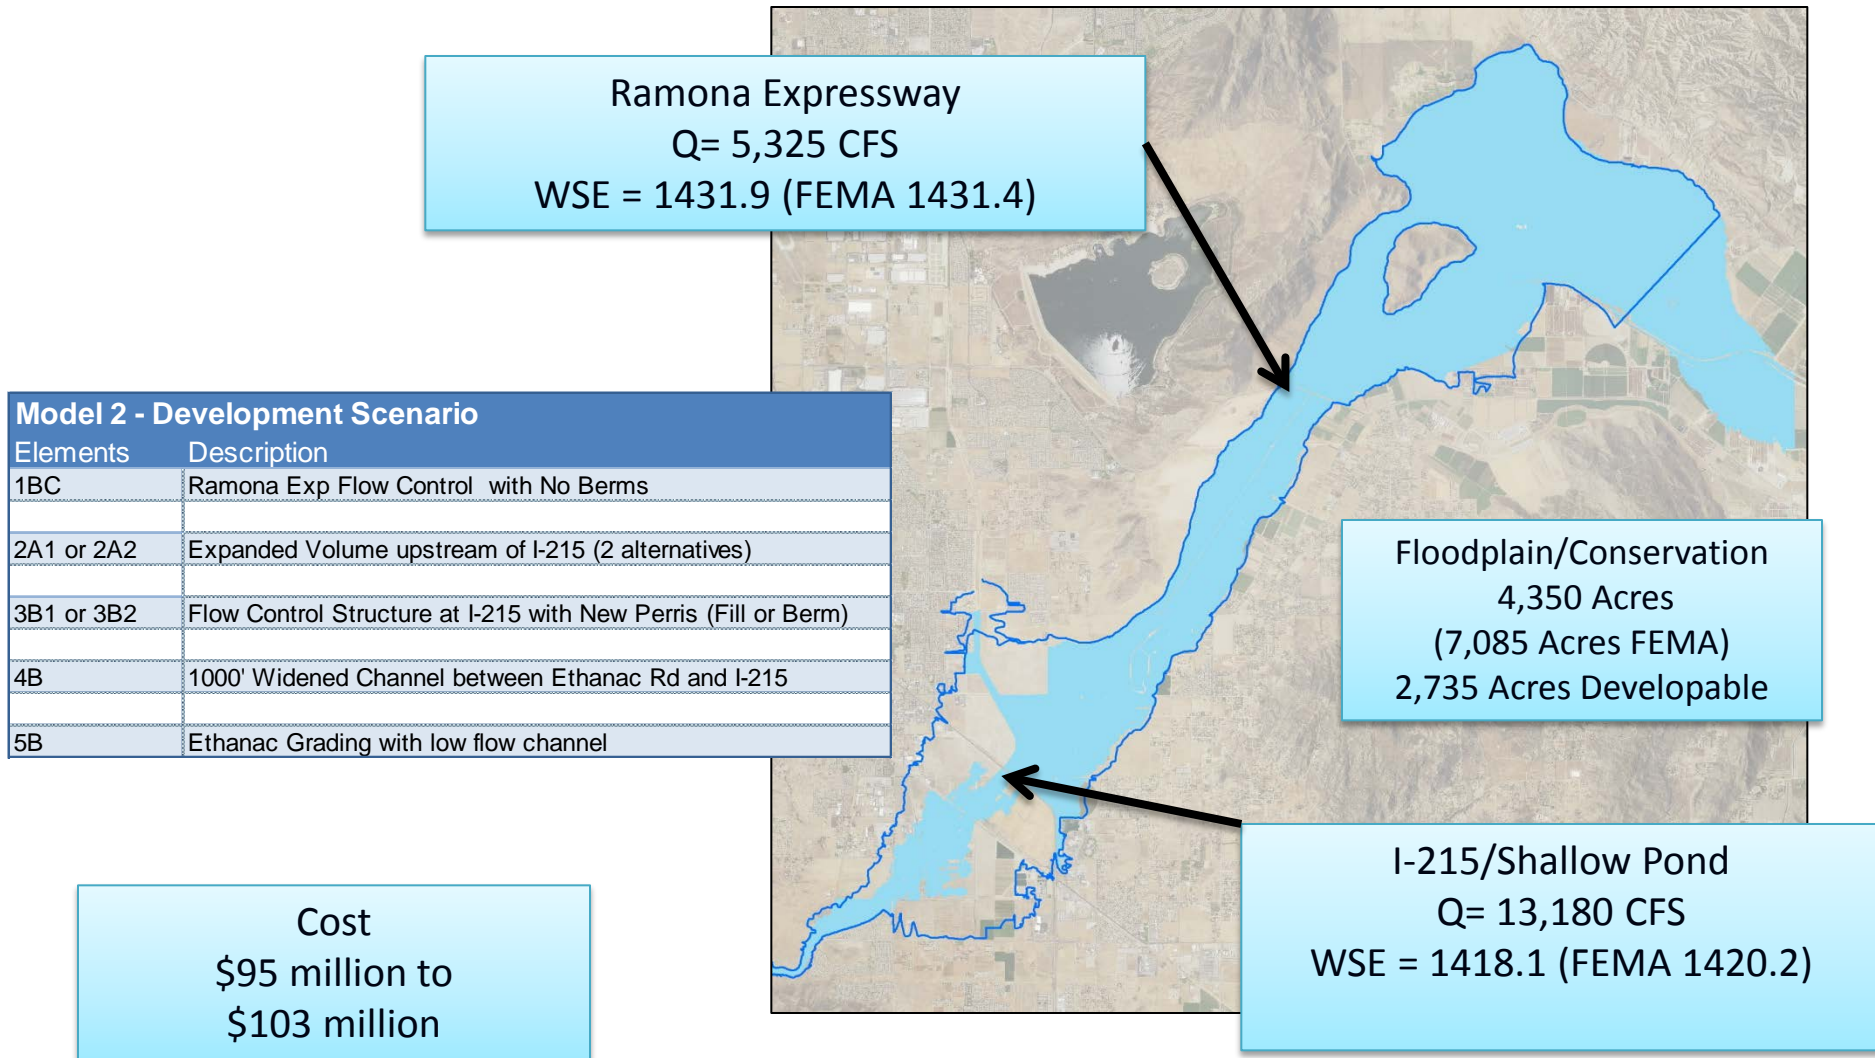 Ramona Expressway
Q= 5,325 CFS
WSE = 1431.9 (FEMA 1431.4)
Model 2 - Development Scenario
Elements Description
1BC Ramona Exp Flow Control with No Berms
2A1 or 2A2 Expanded Volume upstream of I-215 (2 alternatives)
3B1 or 3B2 Flow Control Structure at I-215 with New Perris (Fill or Berm)
4B 1000' Widened Channel between Ethanac Rd and I-215
5B Ethanac Grading with low flow channel
Floodplain/Conservation
4,350 Acres
(7,085 Acres FEMA)
2,735 Acres Developable
I-215/Shallow Pond
Q= 13,180 CFS
WSE = 1418.1 (FEMA 1420.2)
Cost
$95 million to
$103 million